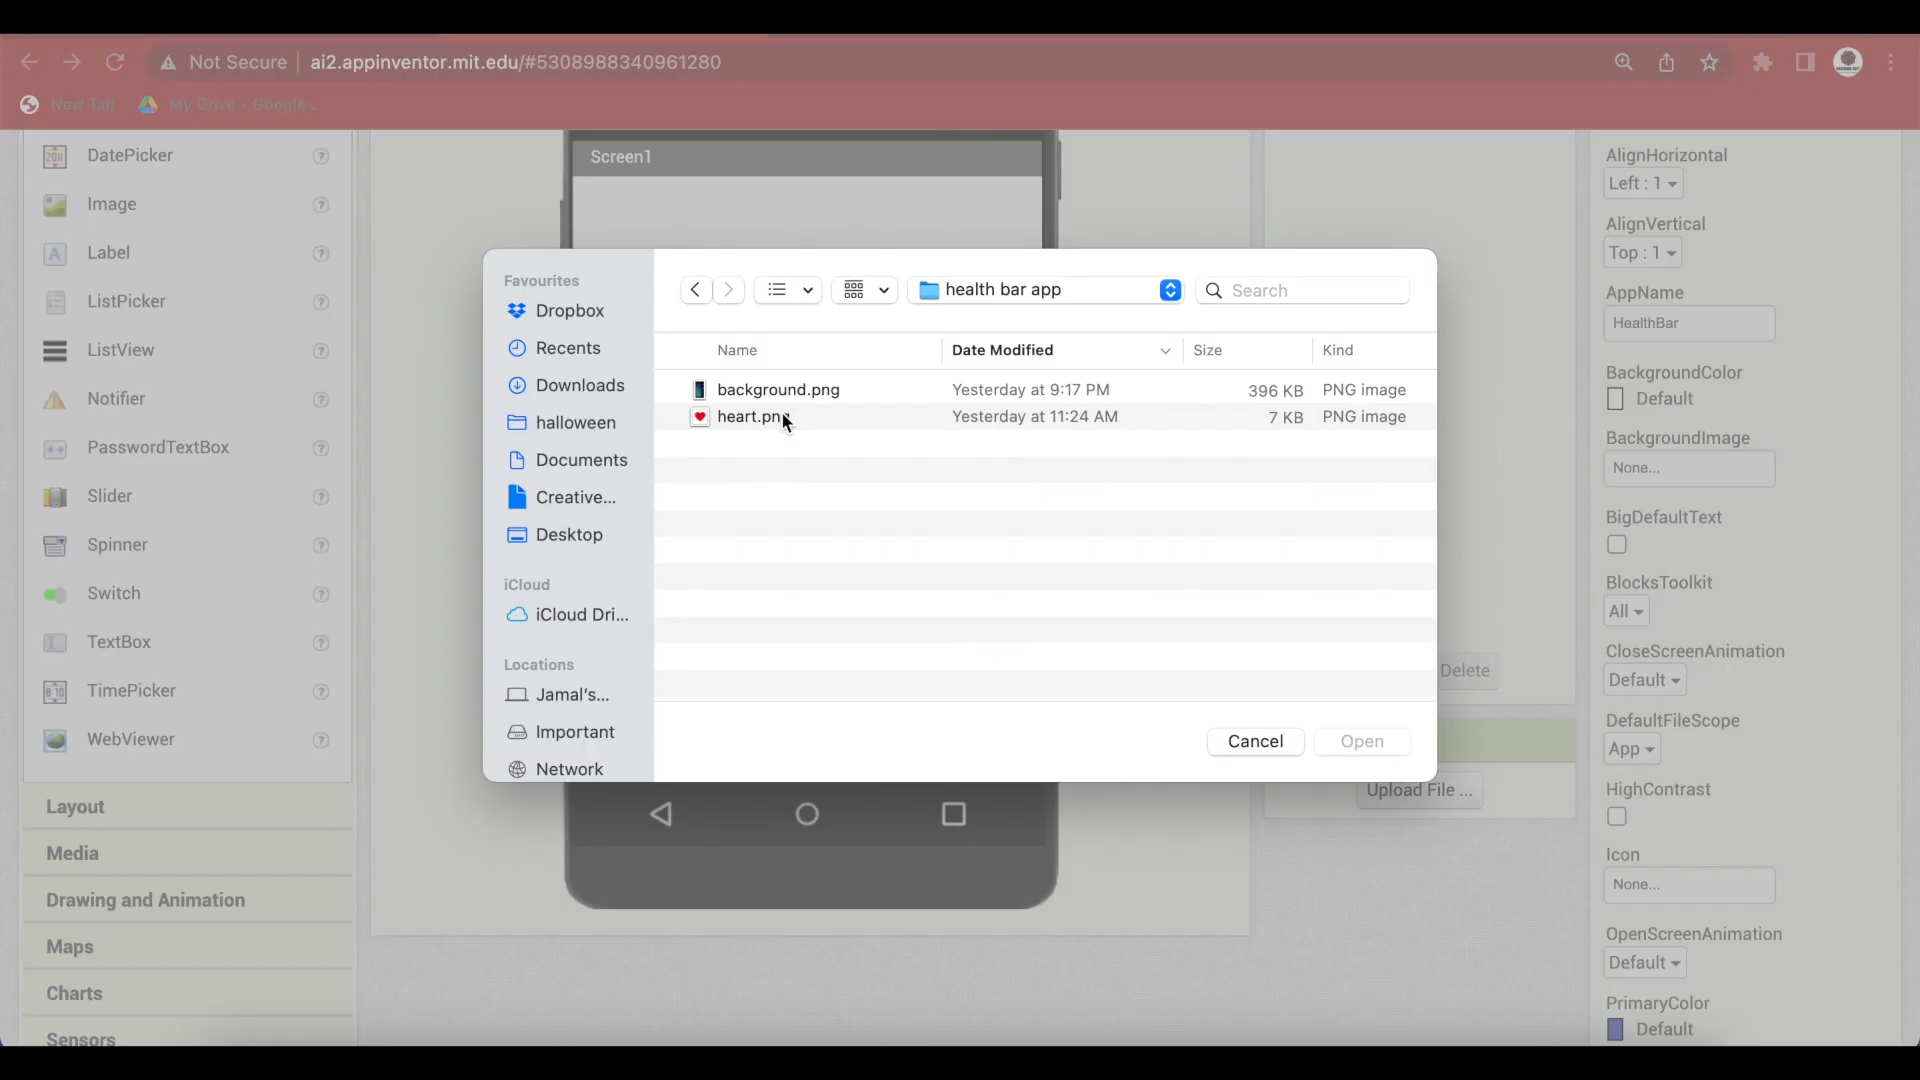 Not Secure ai2.appinventor.mit.edu/#5308988340961280
New Tab My Drive - Google ...
DatePicker
Image
Label
ListPicker
ListView
Notifier
PasswordTextBox
Slider
Spinner
Switch
TextBox
TimePicker
WebViewer
Layout
Media
Drawing and Animation
Maps
Charts
Sensors
Screen1
Favourites
Dropbox
Recents
Downloads
halloween
Documents
Creative...
Desktop
iCloud
iCloud Dri...
Locations
Jamal's...
Important
Network
health bar app
Search
Name Date Modified Size Kind
background.png Yesterday at 9:17 PM 396 KB PNG image
heart.png Yesterday at 11:24 AM 7 KB PNG image
Cancel Open
Delete
Upload File ...
AlignHorizontal
Left : 1
AlignVertical
Top : 1
AppName
HealthBar
BackgroundColor
Default
BackgroundImage
None...
BigDefaultText
BlocksToolkit
All
CloseScreenAnimation
Default
DefaultFileScope
App
HighContrast
Icon
None...
OpenScreenAnimation
Default
PrimaryColor
Default